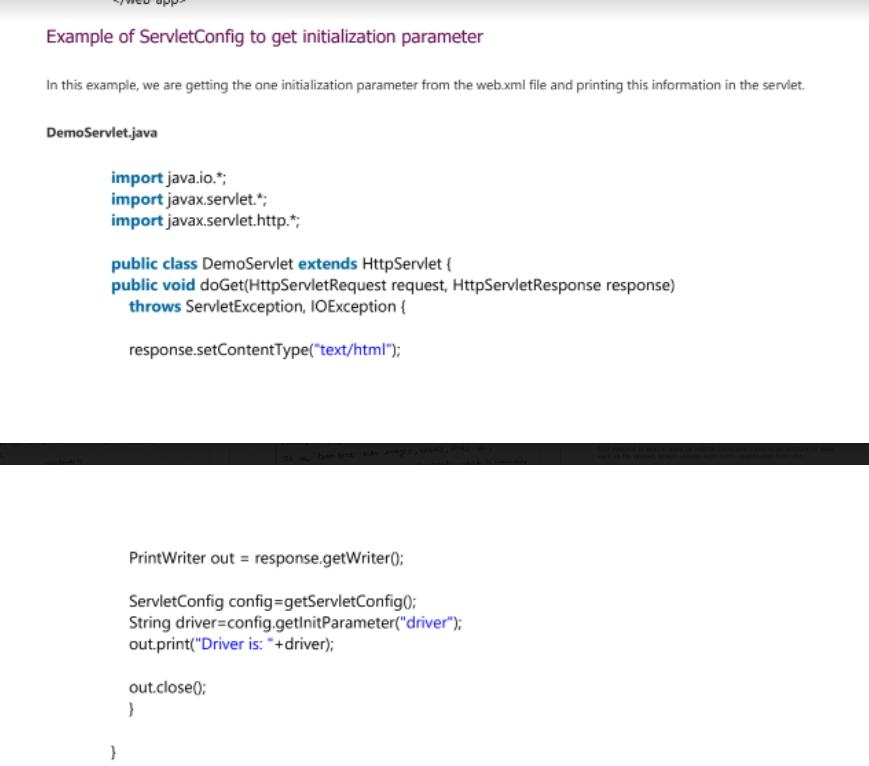 </web-app>
Example of ServletConfig to get initialization parameter
In this example, we are getting the one initialization parameter from the web.xml file and printing this information in the servlet.
DemoServlet.java
import java.io.*;
import javax.servlet.*;
import javax.servlet.http.*;
public class DemoServlet extends HttpServlet {
public void doGet(HttpServletRequest request, HttpServletResponse response)
throws ServletException, IOException {
response.setContentType("text/html");
PrintWriter out = response.getWriter();
ServletConfig config=getServletConfig();
String driver=config.getInitParameter("driver");
out.print("Driver is: "+driver);
out.close();
}
}